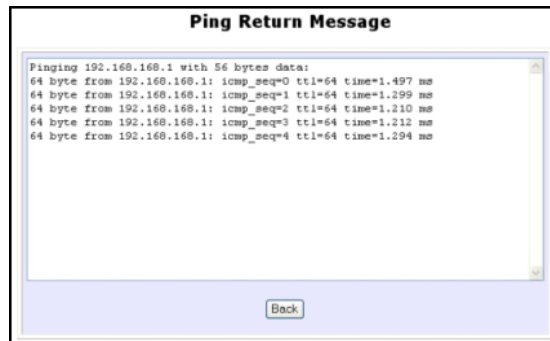 Ping Return Message
Pinging 192.168.168.1 with 56 bytes data:
64 byte from 192.168.168.1: icmp_seq=0 ttl=64 time=1.497 ms
64 byte from 192.168.168.1: icmp_seq=1 ttl=64 time=1.299 ms
64 byte from 192.168.168.1: icmp_seq=2 ttl=64 time=1.210 ms
64 byte from 192.168.168.1: icmp_seq=3 ttl=64 time=1.212 ms
64 byte from 192.168.168.1: icmp_seq=4 ttl=64 time=1.294 ms
Back